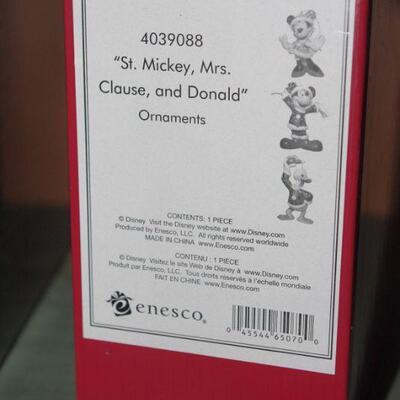 4039088
"St. Mickey, Mrs.
Clause, and Donald"
Ornaments
CONTENTS: 1 PIECE
© Disney Visit the Disney website at www.Disney.com
Produced by Enesco, LLC. All rights reserved worldwide
MADE IN CHINA www.Enesco.com
CONTENU : 1 PIÈCE
© Disney Visitez le site Web de Disney à www.Disney.com
Produit par Enesco, LLC. Tous droits réservés à l'échelle mondiale
FAIT EN CHINE www.Enesco.com
enesco®
0 45544 65070 0